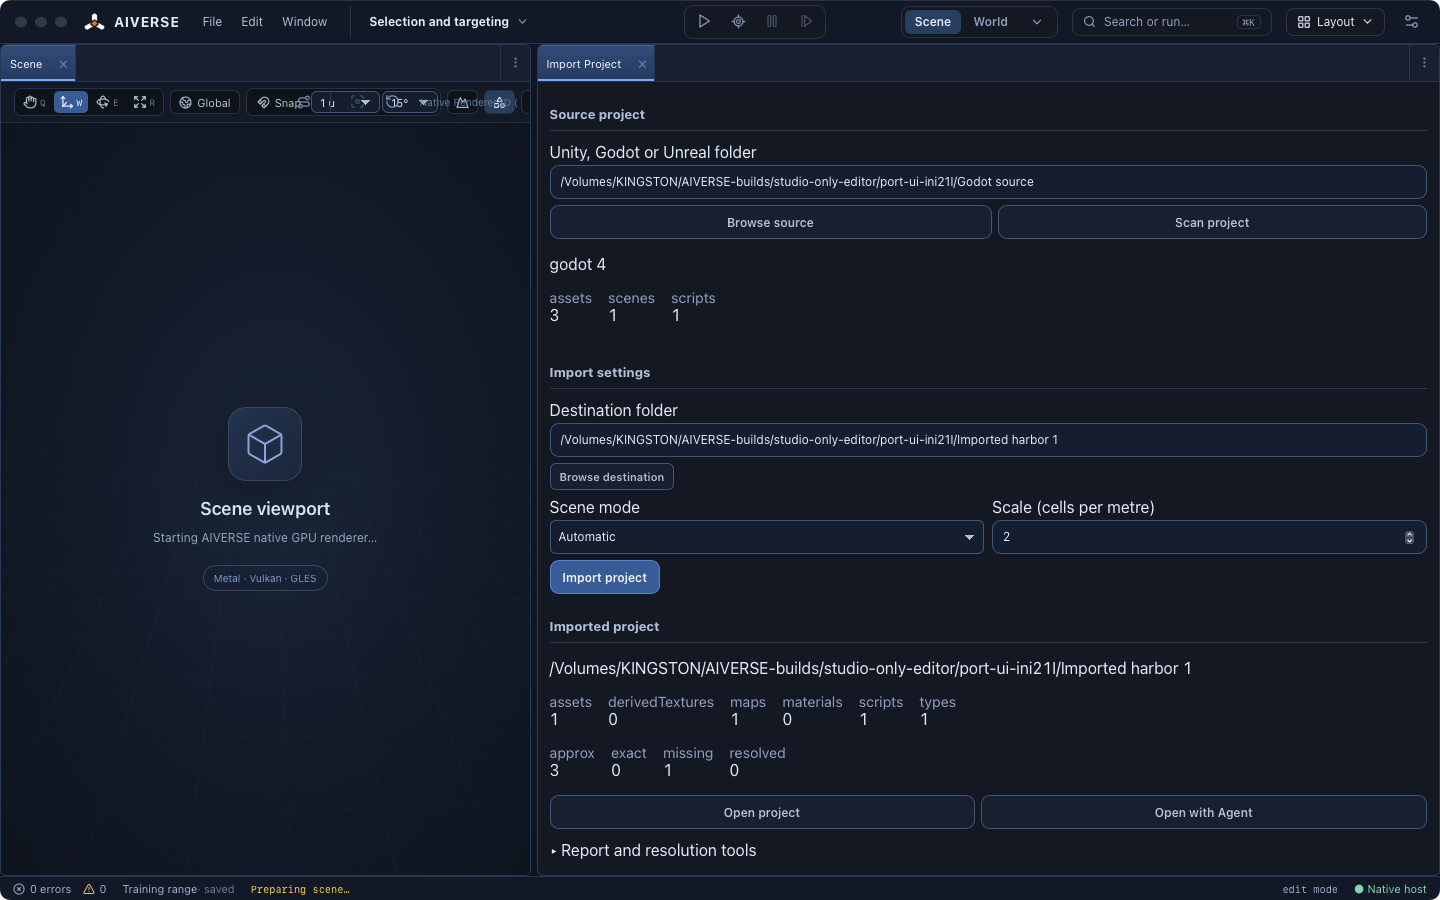 AIVERSE File Edit Window Selection and targeting Scene World Search or run... ⌘K Layout
Scene Import Project
Q W E R Global Snap 1 u 15°
Source project
Unity, Godot or Unreal folder
/Volumes/KINGSTON/AIVERSE-builds/studio-only-editor/port-ui-ini21l/Godot source
Browse source Scan project
godot 4
assets scenes scripts
3 1 1
Import settings
Destination folder
/Volumes/KINGSTON/AIVERSE-builds/studio-only-editor/port-ui-ini21l/Imported harbor 1
Browse destination
Scene mode Scale (cells per metre)
Automatic 2
Import project
Scene viewport
Starting AIVERSE native GPU renderer...
Metal · Vulkan · GLES
Imported project
/Volumes/KINGSTON/AIVERSE-builds/studio-only-editor/port-ui-ini21l/Imported harbor 1
assets derivedTextures maps materials scripts types
1 0 1 0 1 1
approx exact missing resolved
3 0 1 0
Open project Open with Agent
Report and resolution tools
0 errors 0 Training range · saved Preparing scene… edit mode Native host